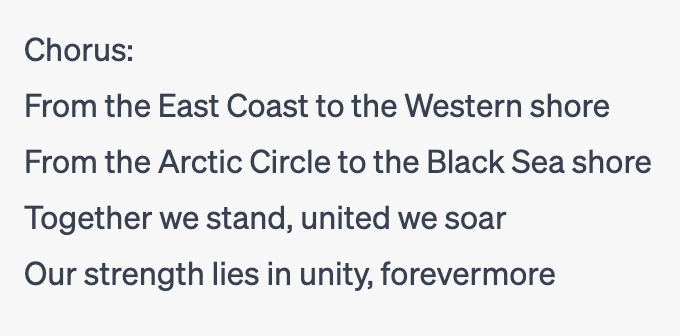 Chorus:
From the East Coast to the Western shore
From the Arctic Circle to the Black Sea shore
Together we stand, united we soar
Our strength lies in unity, forevermore